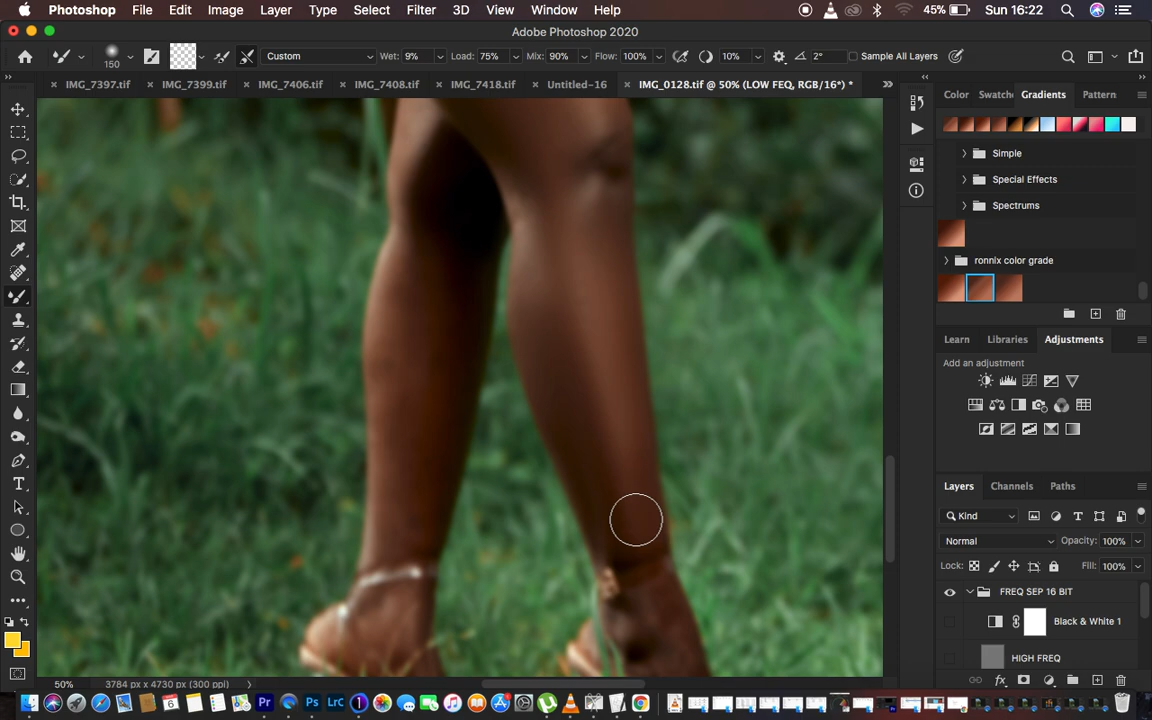 Photoshop File Edit Image Layer Type Select Filter 3D View Window Help 45% Sun 16:22
Adobe Photoshop 2020
150 Custom Wet: 9% Load: 75% Mix: 90% Flow: 100% 10% 2° Sample All Layers
IMG_7397.tif IMG_7399.tif IMG_7406.tif IMG_7408.tif IMG_7418.tif Untitled-16 IMG_0128.tif @ 50% (LOW FEQ, RGB/16*) *
Color Swatche Gradients Pattern
Simple
Special Effects
Spectrums
ronnix color grade
Learn Libraries Adjustments
Add an adjustment
Layers Channels Paths
Kind
Normal Opacity: 100%
Lock: Fill: 100%
FREQ SEP 16 BIT
Black & White 1
HIGH FREQ
50% 3784 px x 4730 px (300 ppi)